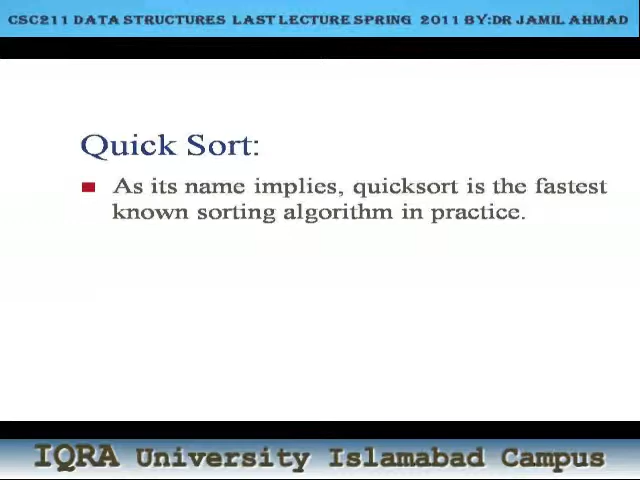 CSC211 DATA STRUCTURES LAST LECTURE SPRING 2011 BY:DR JAMIL AHMAD
Quick Sort:
As its name implies, quicksort is the fastest
known sorting algorithm in practice.
IQRA University Islamabad Campus